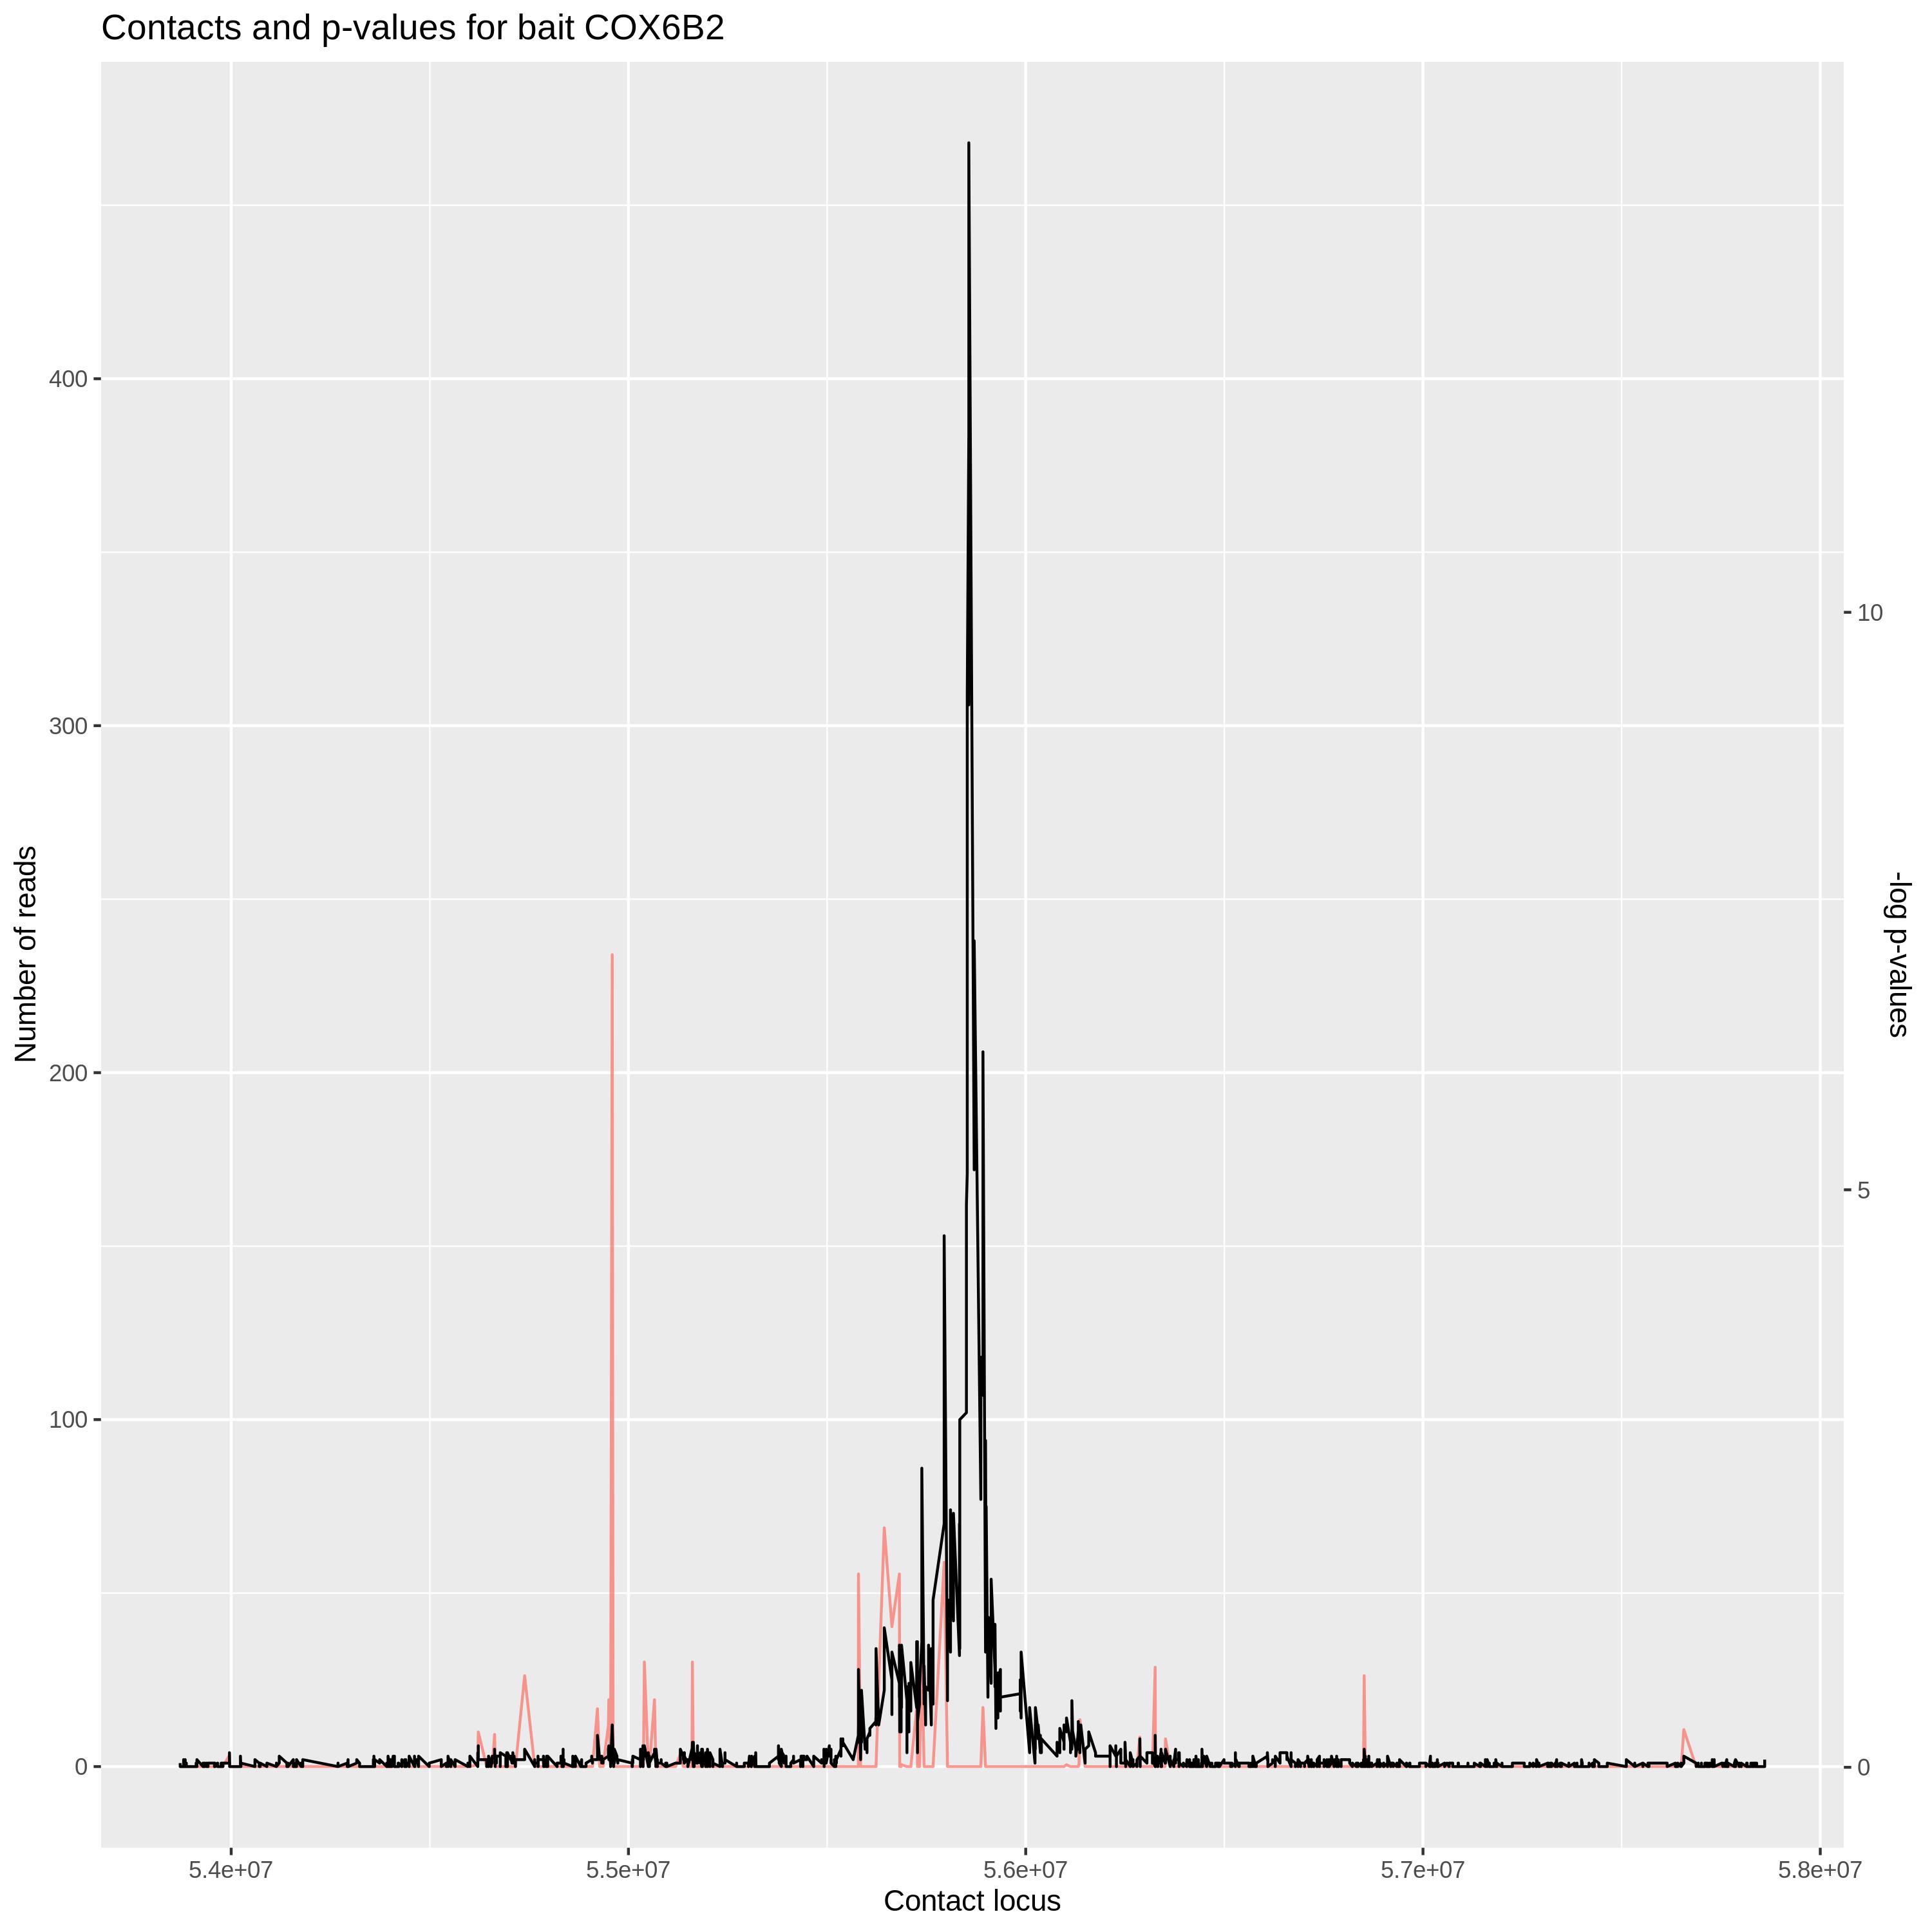 Contacts and p-values for bait COX6B2
400
300
200
100
0
Number of reads
10
5
0
-log p-values
5.4e+07
5.5e+07
5.6e+07
5.7e+07
5.8e+07
Contact locus